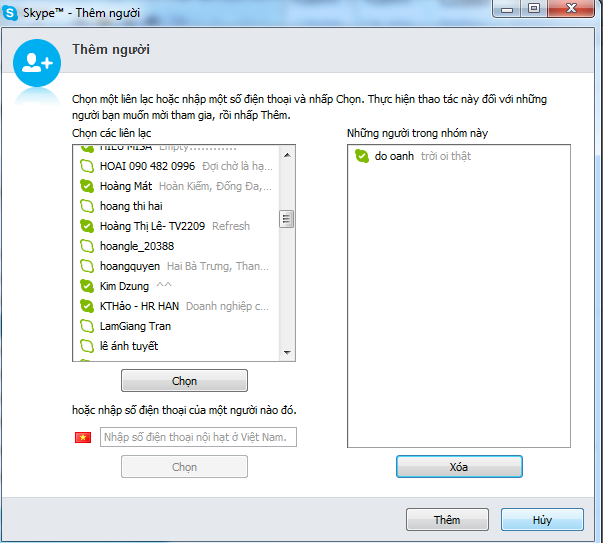 Skype™ - Thêm người
Thêm người
Chọn một liên lạc hoặc nhập một số điện thoại và nhấp Chọn. Thực hiện thao tác này đối với những
người bạn muốn mời tham gia, rồi nhấp Thêm.
Chọn các liên lạc
HIEU MISA Empty............
HOAI 090 482 0996 Đợi chờ là hạ...
Hoàng Mát Hoàn Kiếm, Đống Đa,...
hoang thi hai
Hoàng Thị Lê- TV2209 Refresh
hoangle_20388
hoangquyen Hai Bà Trưng, Than...
Kim Dzung ^^
KTHảo - HR HAN Doanh nghiệp c...
LamGiang Tran
lê ánh tuyết
Chọn
hoặc nhập số điện thoại của một người nào đó.
Nhập số điện thoại nội hạt ở Việt Nam.
Chọn
Những người trong nhóm này
do oanh trời oi thật
Xóa
Thêm
Hủy